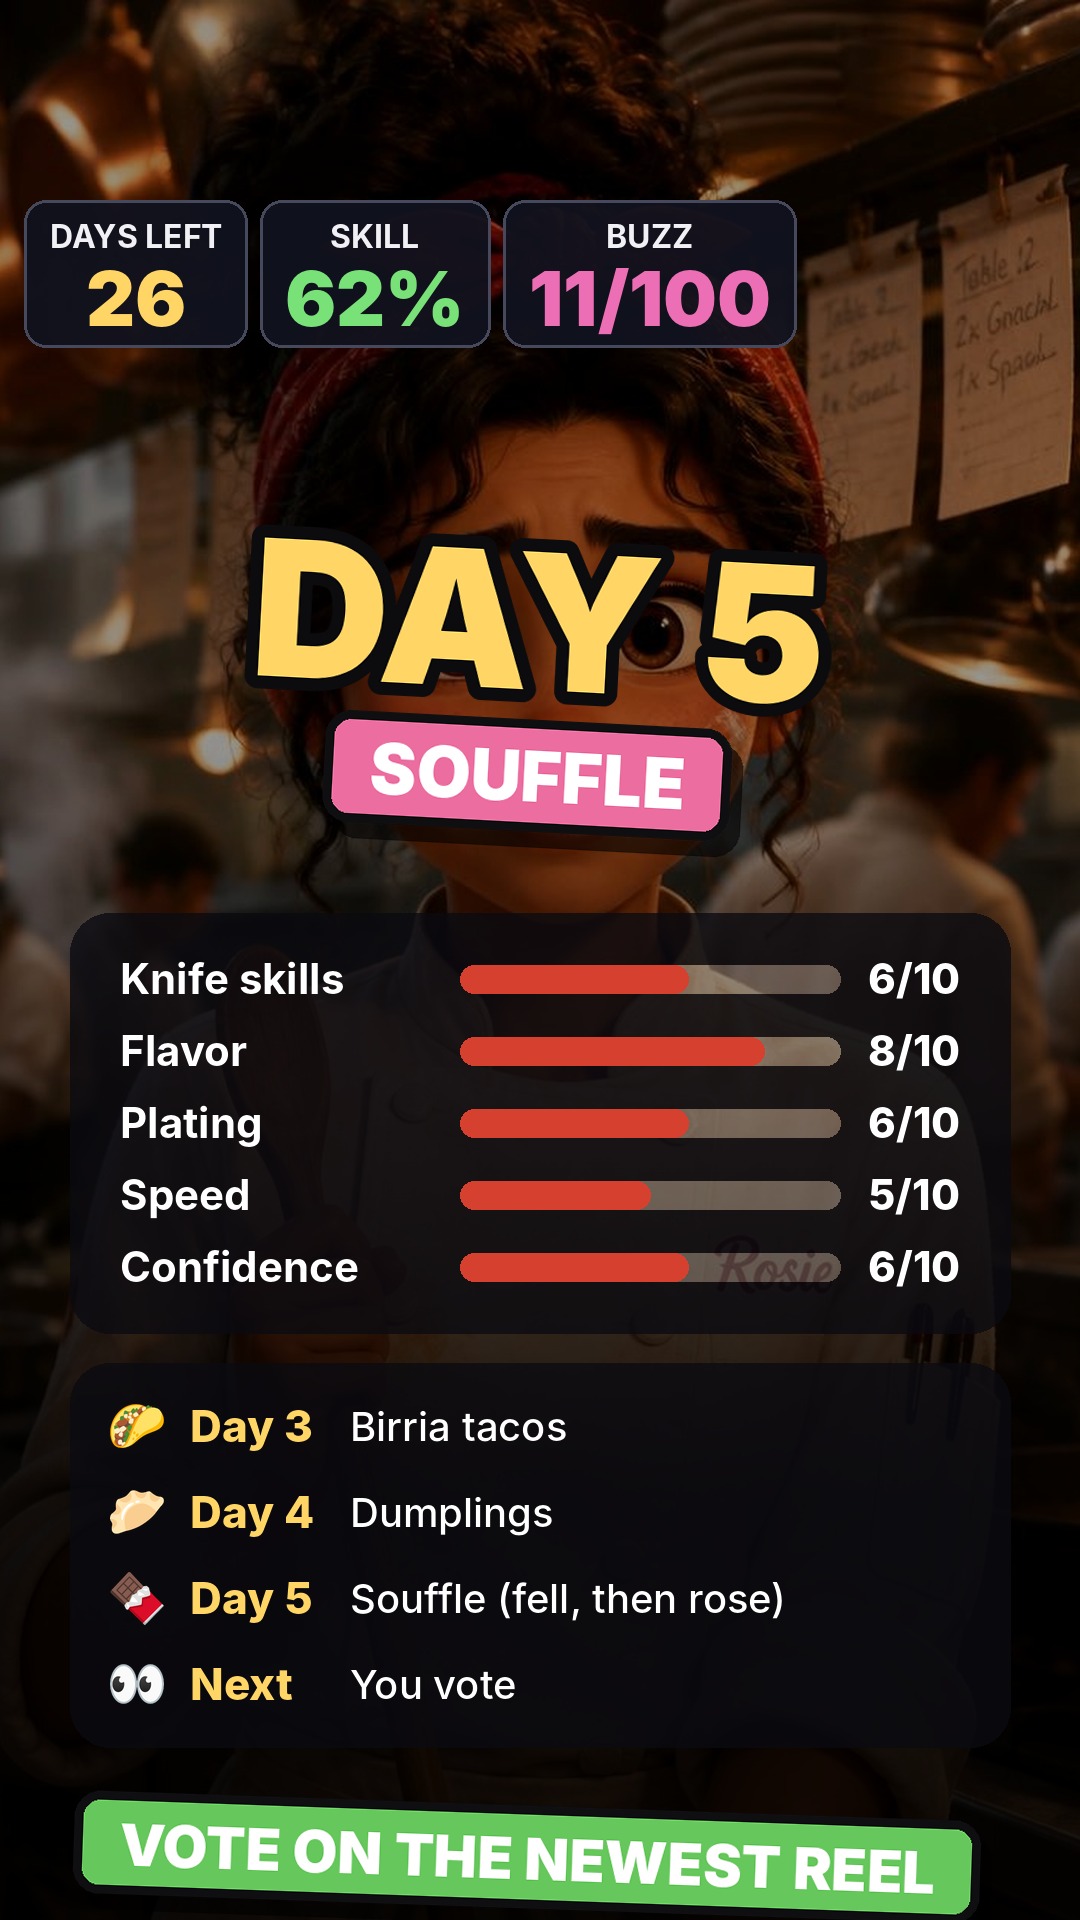 DAYS LEFT
26
SKILL
62%
BUZZ
11/100
Table 12
DAY 5
SOUFFLE
Knife skills 6/10
Flavor 8/10
Plating 6/10
Speed 5/10
Confidence 6/10
Rosie
🌮 Day 3 Birria tacos
🥟 Day 4 Dumplings
🍫 Day 5 Souffle (fell, then rose)
👀 Next You vote
VOTE ON THE NEWEST REEL